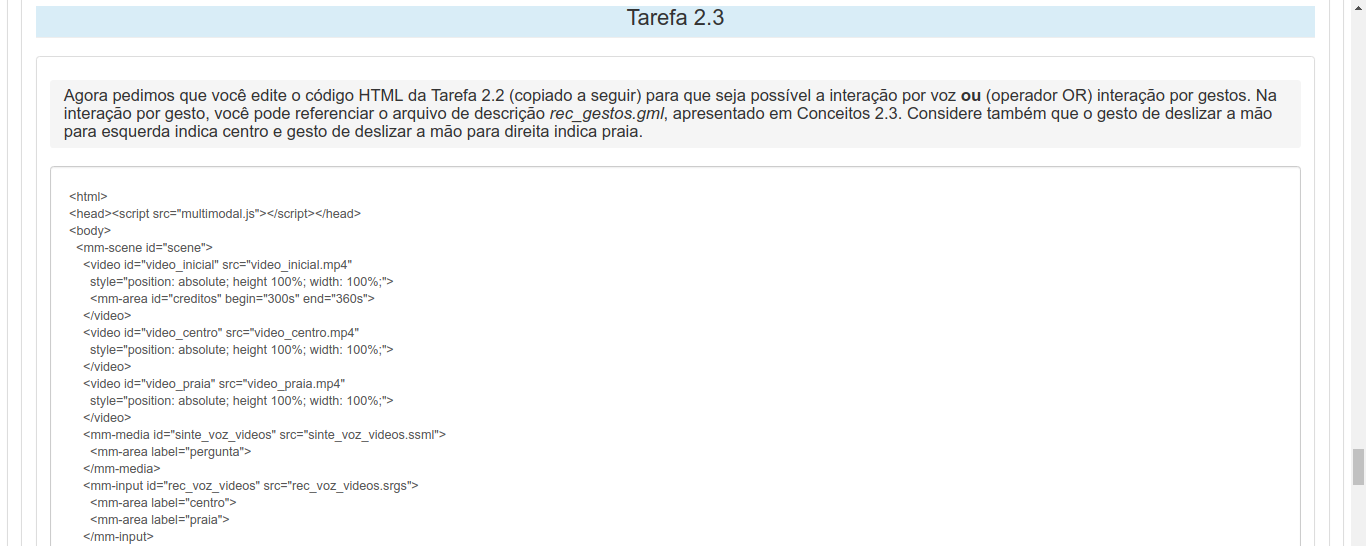 Tarefa 2.3
Agora pedimos que você edite o código HTML da Tarefa 2.2 (copiado a seguir) para que seja possível a interação por voz ou (operador OR) interação por gestos. Na
interação por gesto, você pode referenciar o arquivo de descrição rec_gestos.gml, apresentado em Conceitos 2.3. Considere também que o gesto de deslizar a mão
para esquerda indica centro e gesto de deslizar a mão para direita indica praia.
<html>
<head><script src="multimodal.js"></script></head>
<body>
<mm-scene id="scene">
<video id="video_inicial" src="video_inicial.mp4"
style="position: absolute; height 100%; width: 100%;">
<mm-area id="creditos" begin="300s" end="360s">
</video>
<video id="video_centro" src="video_centro.mp4"
style="position: absolute; height 100%; width: 100%;">
</video>
<video id="video_praia" src="video_praia.mp4"
style="position: absolute; height 100%; width: 100%;">
</video>
<mm-media id="sinte_voz_videos" src="sinte_voz_videos.ssml">
<mm-area label="pergunta">
</mm-media>
<mm-input id="rec_voz_videos" src="rec_voz_videos.srgs">
<mm-area label="centro">
<mm-area label="praia">
</mm-input>